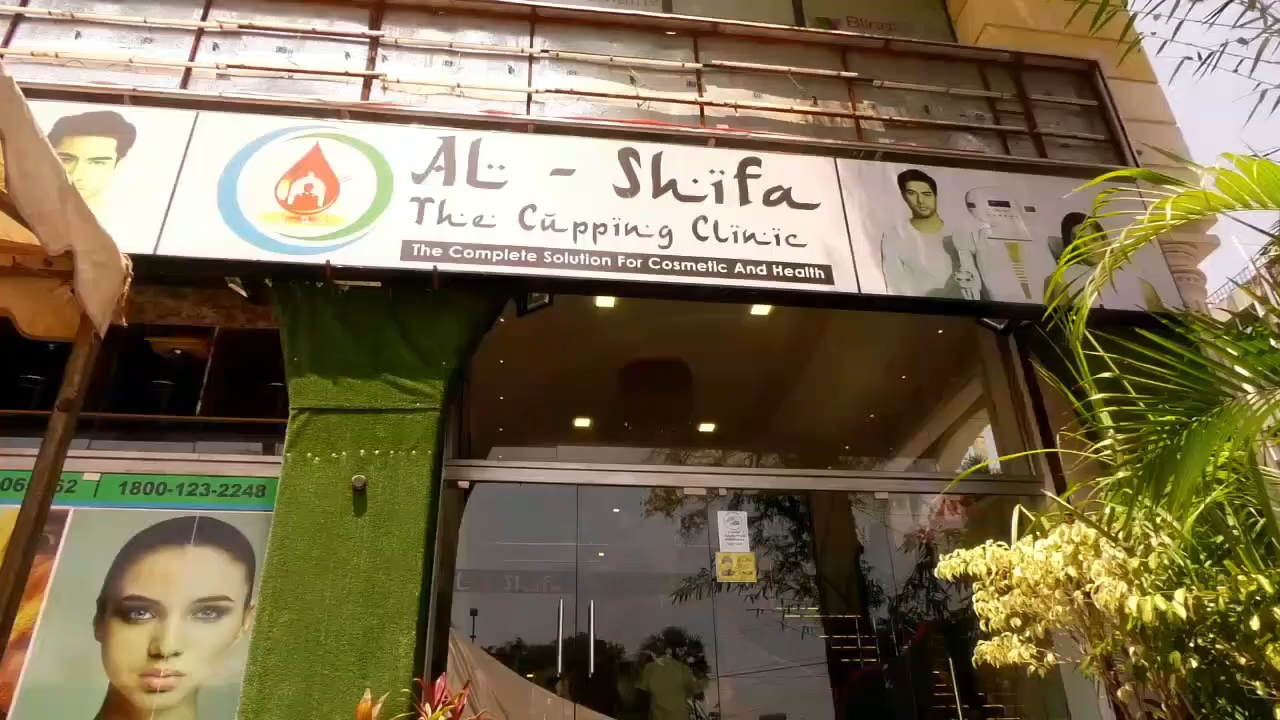 AL - Shifa
The Cupping Clinic
The Complete Solution For Cosmetic And Health
1800-123-2248